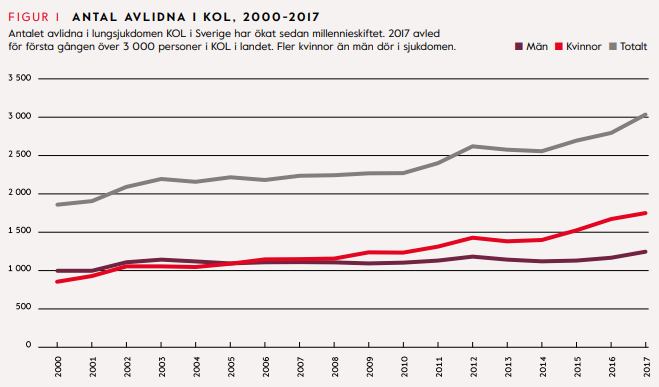 FIGUR 1 ANTAL AVLIDNA I KOL, 2000-2017
Antalet avlidna i lungsjukdomen KOL i Sverige har ökat sedan millennieskiftet. 2017 avled
för första gången över 3 000 personer i KOL i landet. Fler kvinnor än män dör i sjukdomen.
Män Kvinnor Totalt
3 500
3 000
2 500
2 000
1 500
1 000
500
0
2000 2001 2002 2003 2004 2005 2006 2007 2008 2009 2010 2011 2012 2013 2014 2015 2016 2017